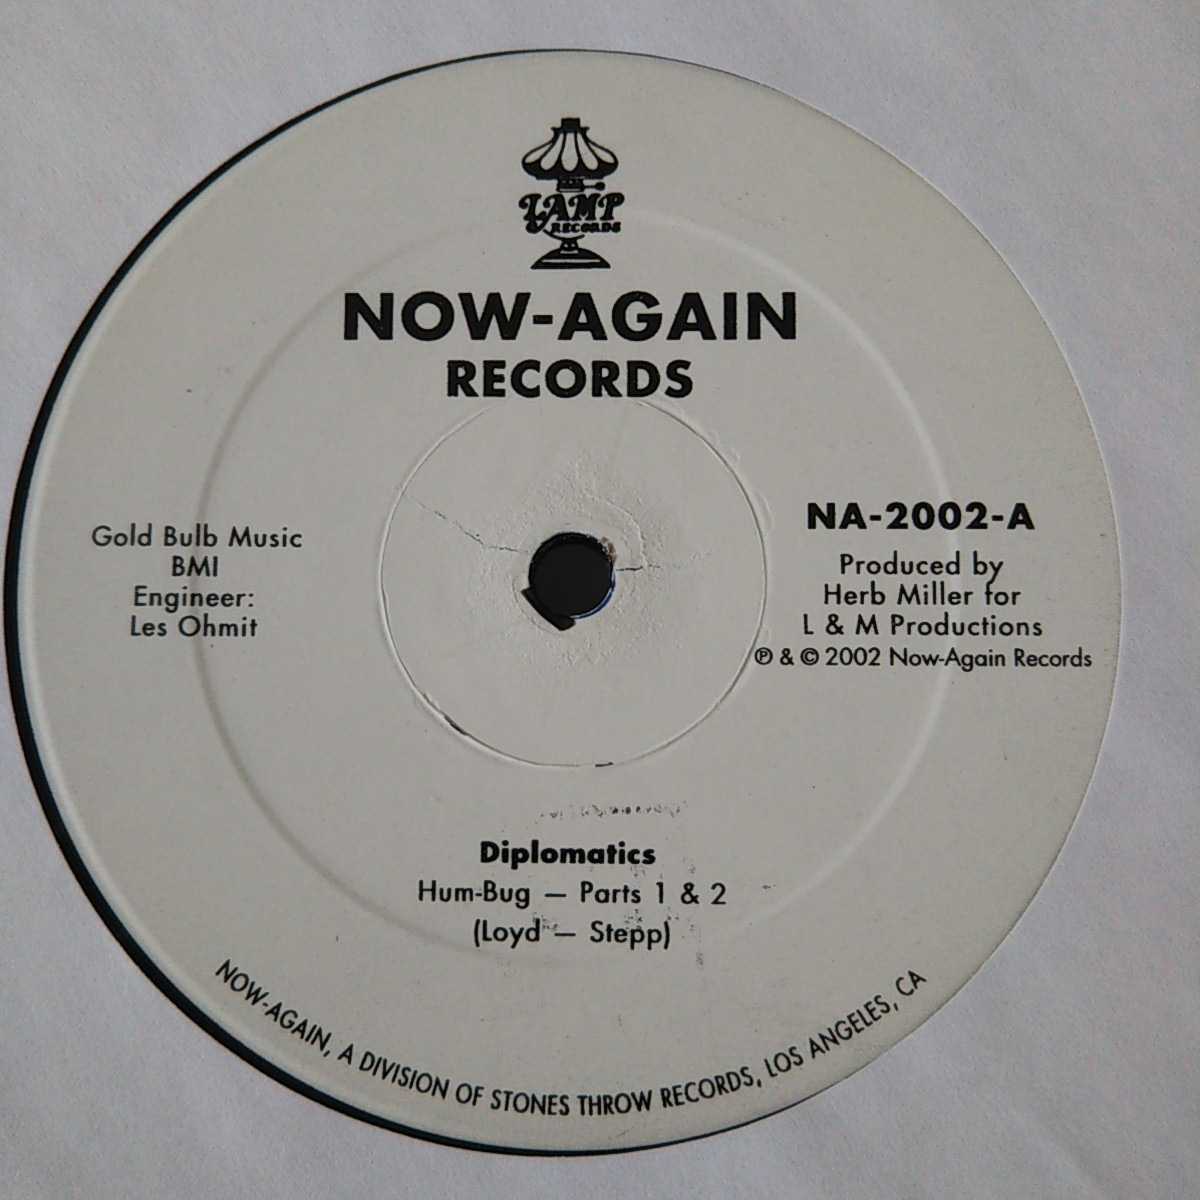 LAMP
RECORDS
NOW-AGAIN
RECORDS
Gold Bulb Music
BMI
Engineer:
Les Ohmit
NA-2002-A
Produced by
Herb Miller for
L & M Productions
℗ & © 2002 Now-Again Records
Diplomatics
Hum-Bug — Parts 1 & 2
(Loyd — Stepp)
NOW-AGAIN, A DIVISION OF STONES THROW RECORDS, LOS ANGELES, CA